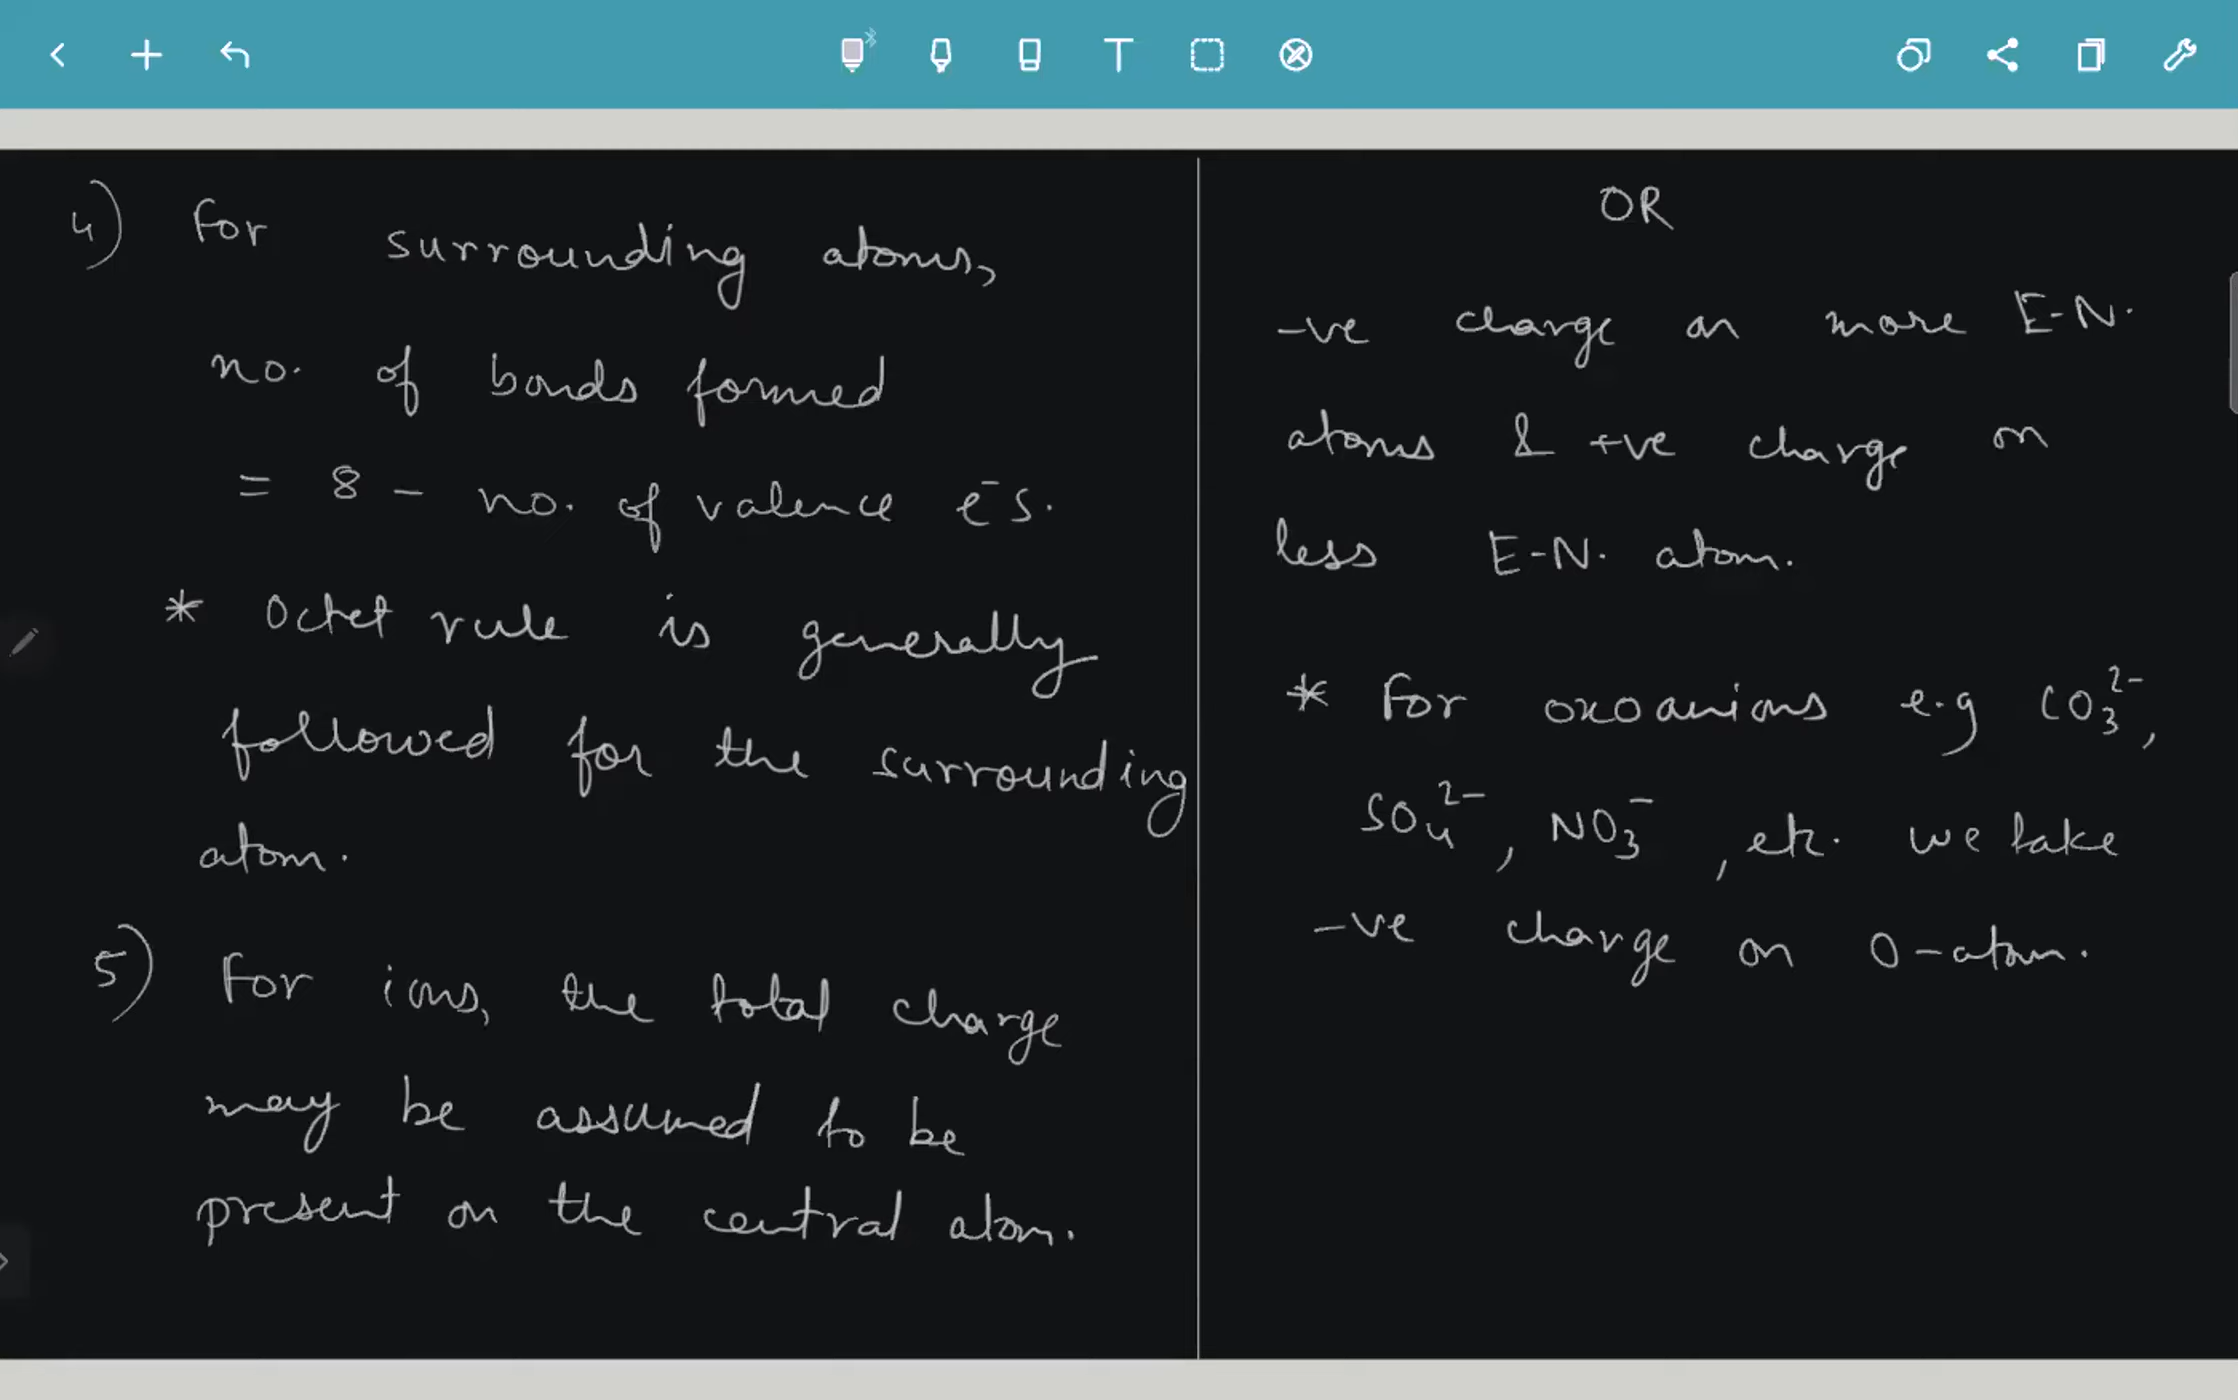 4) For surrounding atoms,
no. of bonds formed
= 8 - no. of valence e⁻s.
* Octet rule is generally
followed for the surrounding
atom.
5) For ions, the total charge
may be assumed to be
present on the central atom.
OR
-ve charge on more E-N.
atoms & +ve charge on
less E-N. atom.
* For oxoanions e.g CO₃²⁻,
SO₄²⁻, NO₃⁻, etc. we take
-ve charge on O-atom.